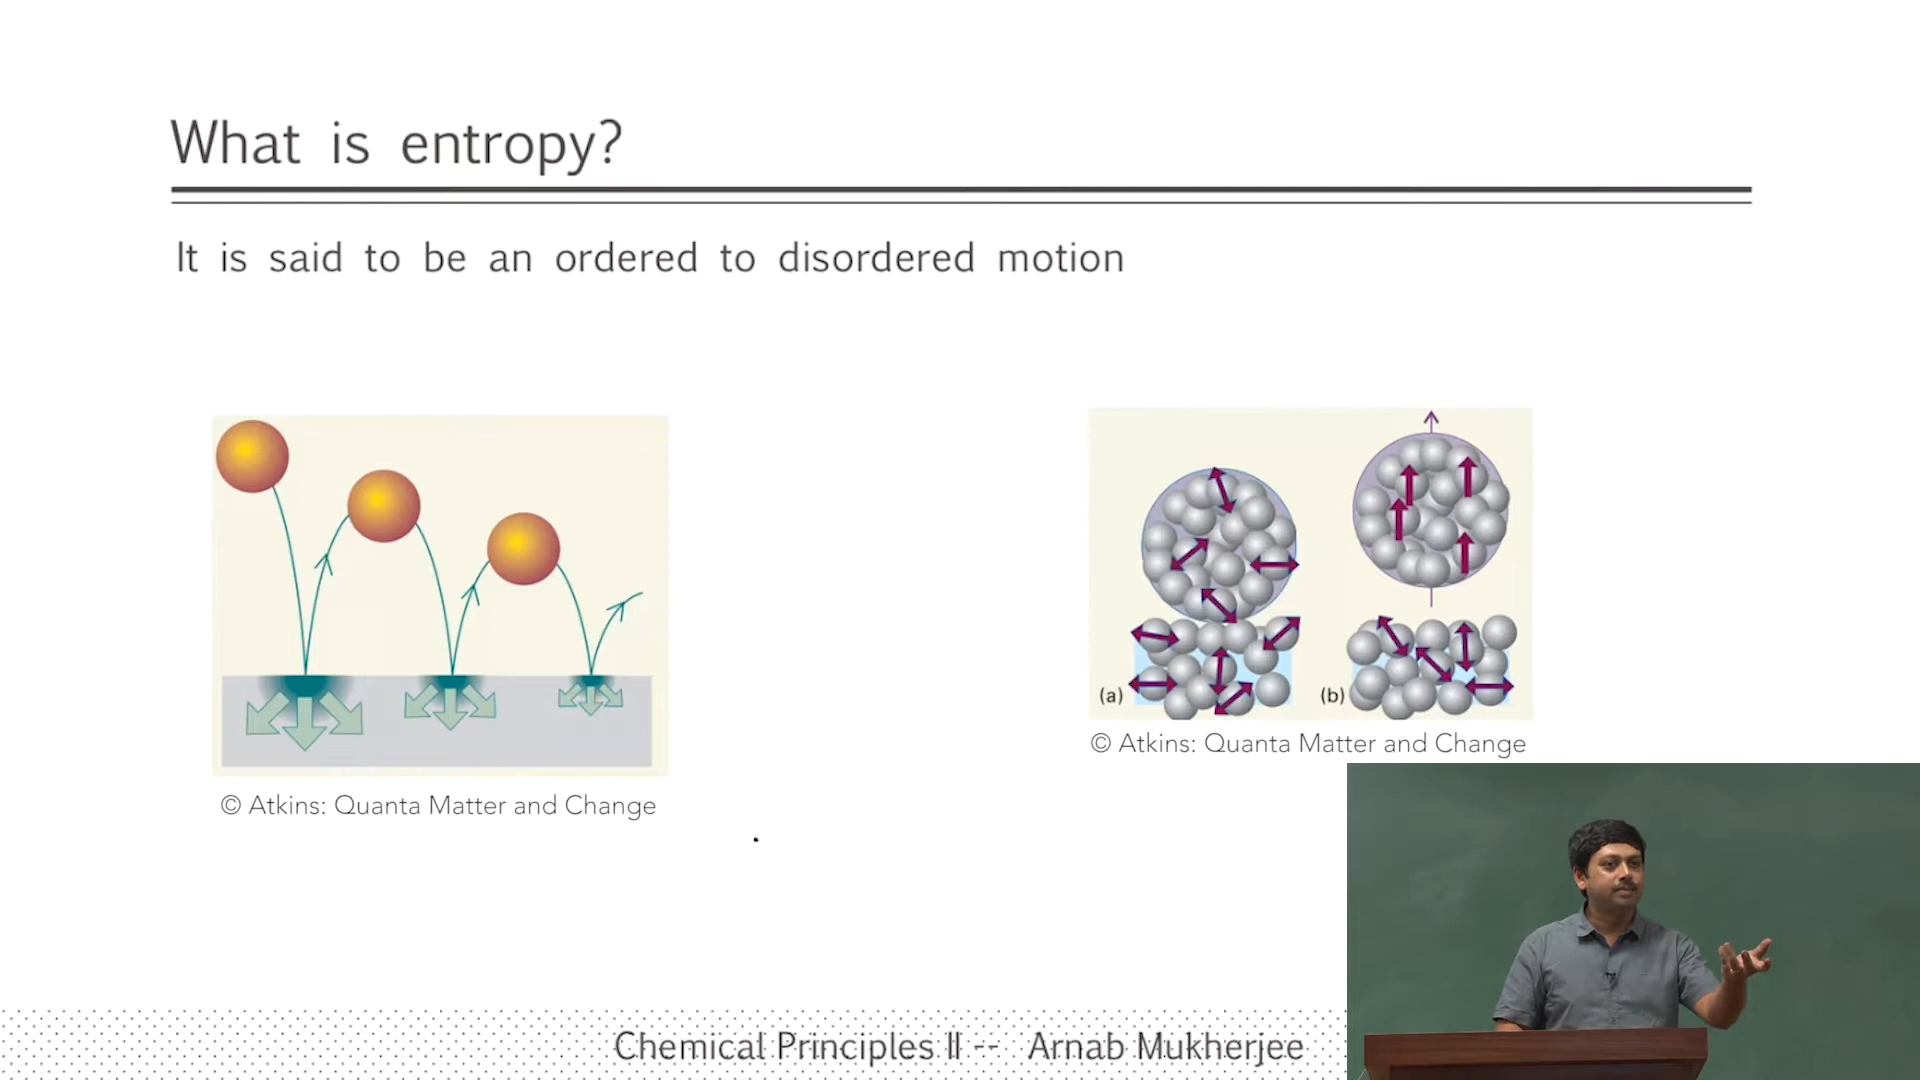 What is entropy?
It is said to be an ordered to disordered motion
(a)
(b)
© Atkins: Quanta Matter and Change
© Atkins: Quanta Matter and Change
Chemical Principles II -- Arnab Mukherjee